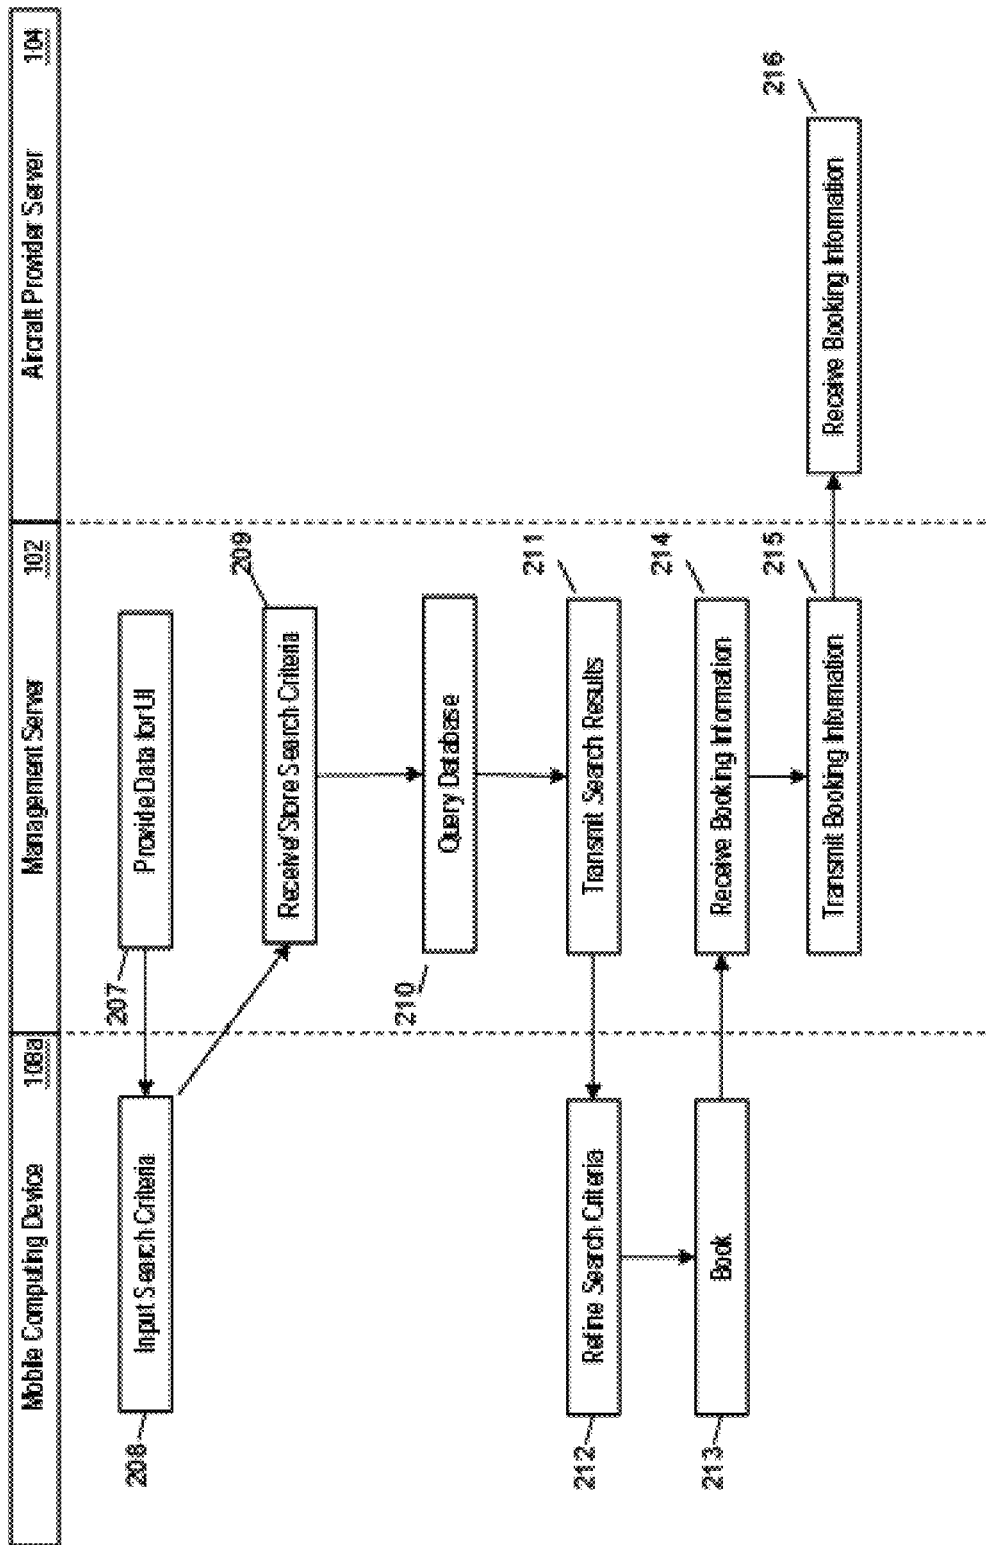 Mobile Computing Device 108a
Management Server 102
Aircraft Provider Server 104
207
Provide Data for UI
208
Input Search Criteria
209
Receive/Store Search Criteria
210
Query Database
211
Transmit Search Results
212
Refine Search Criteria
213
Book
214
Receive Booking Information
215
Transmit Booking Information
216
Receive Booking Information